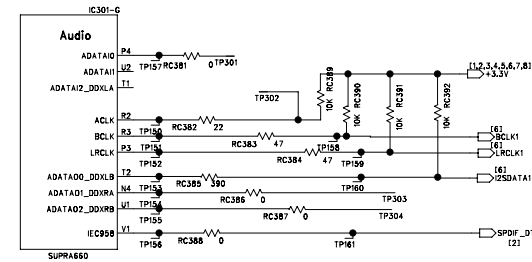 IC301-G
Audio
ADATAI0 P4 TP157 RC381 0 TP301
ADATAI1 U2
ADATAI2_DDXLA T1
RC389 10K
RC390 10K
RC391 10K
RC392 10K
[1,2,3,4,5,6,7,8]
+3.3V
TP302
ACLK R2 TP150 RC382 22
BCLK R3 TP151 RC383 47 TP158 [6] BCLK1
LRCLK P3 TP152 RC384 47 TP159 [6] LRCLK1
ADATAO0_DDXLB T2 RC385 390 TP160 [6] I2SDATA1
ADATAO1_DDXRA N4 TP153 RC386 0 TP303
ADATAO2_DDXRB U1 TP154 RC387 0 TP304
TP155
IEC958 V1 TP156 RC388 0 TP161 SPDIF_D
[2]
SUPRA660